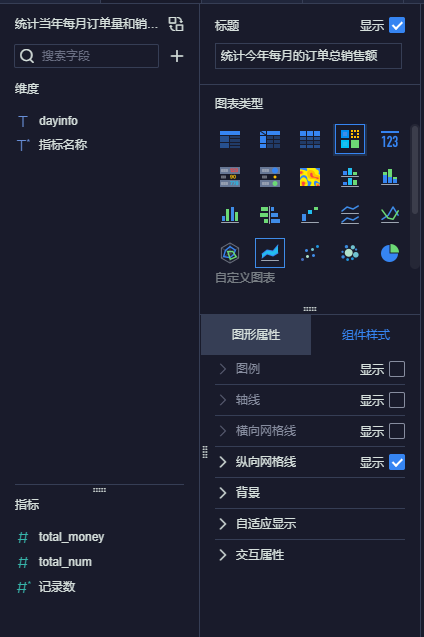 统计当年每月订单量和销...
搜索字段
维度
dayinfo
指标名称
指标
total_money
total_num
记录数
标题
显示
统计今年每月的订单总销售额
图表类型
123
自定义图表
图形属性
组件样式
图例
显示
轴线
显示
横向网格线
显示
纵向网格线
显示
背景
自适应显示
交互属性